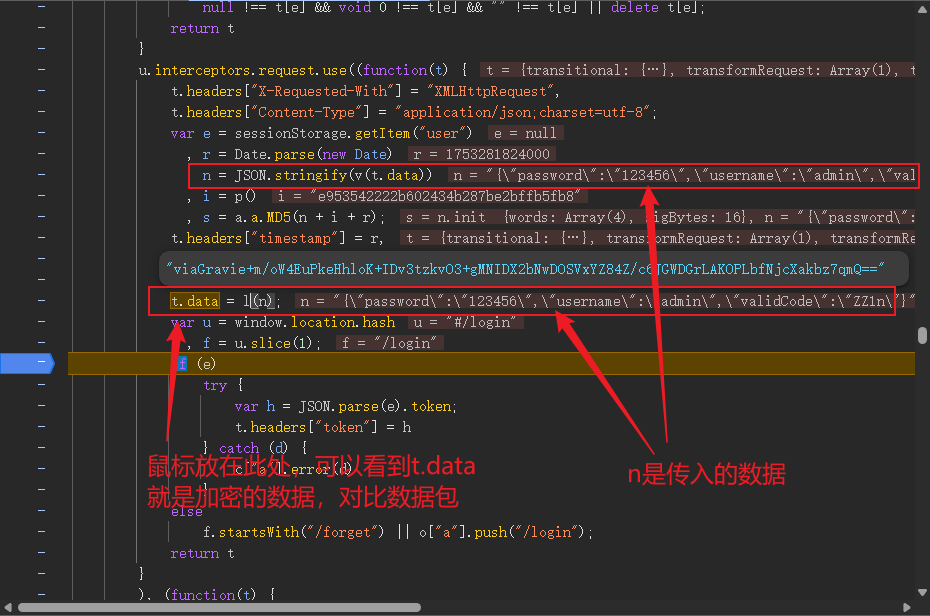 null !== t[e] && void 0 !== t[e] && "" !== t[e] || delete t[e];
return t
}
u.interceptors.request.use((function(t) { t = {transitional: {…}, transformRequest: Array(1), t
t.headers["X-Requested-With"] = "XMLHttpRequest",
t.headers["Content-Type"] = "application/json;charset=utf-8";
var e = sessionStorage.getItem("user") e = null
, r = Date.parse(new Date) r = 1753281824000
n = JSON.stringify(v(t.data)) n = "{\"password\":\"123456\",\"username\":\"admin\",\"val
, i = p() i = "e953542222b602434b287be2bffb5fb8"
, s = a.a.MD5(n + i + r); s = n.init {words: Array(4), sigBytes: 16}, n = "{\"password\":
t.headers["timestamp"] = r, t = {transitional: {…}, transformRequest: Array(1), transformRe
"viaGravie+m/oW4EuPkeHhloK+IDv3tzkvO3+gMNIDX2bNwDOSVxYZ84Z/c6JGWDGrLAKOPLbfNjcXakbz7qmQ=="
t.data = l(n); n = "{\"password\":\"123456\",\"username\":\"admin\",\"validCode\":\"ZZ1n\"}"
var u = window.location.hash u = "#/login"
, f = u.slice(1); f = "/login"
if (e)
try {
var h = JSON.parse(e).token;
t.headers["token"] = h
} catch (d) {
.error(d)
鼠标放在此处，可以看到t.data
就是加密的数据，对比数据包
n是传入的数据
else
f.startsWith("/forget") || o["a"].push("/login");
return t
}
), (function(t) {